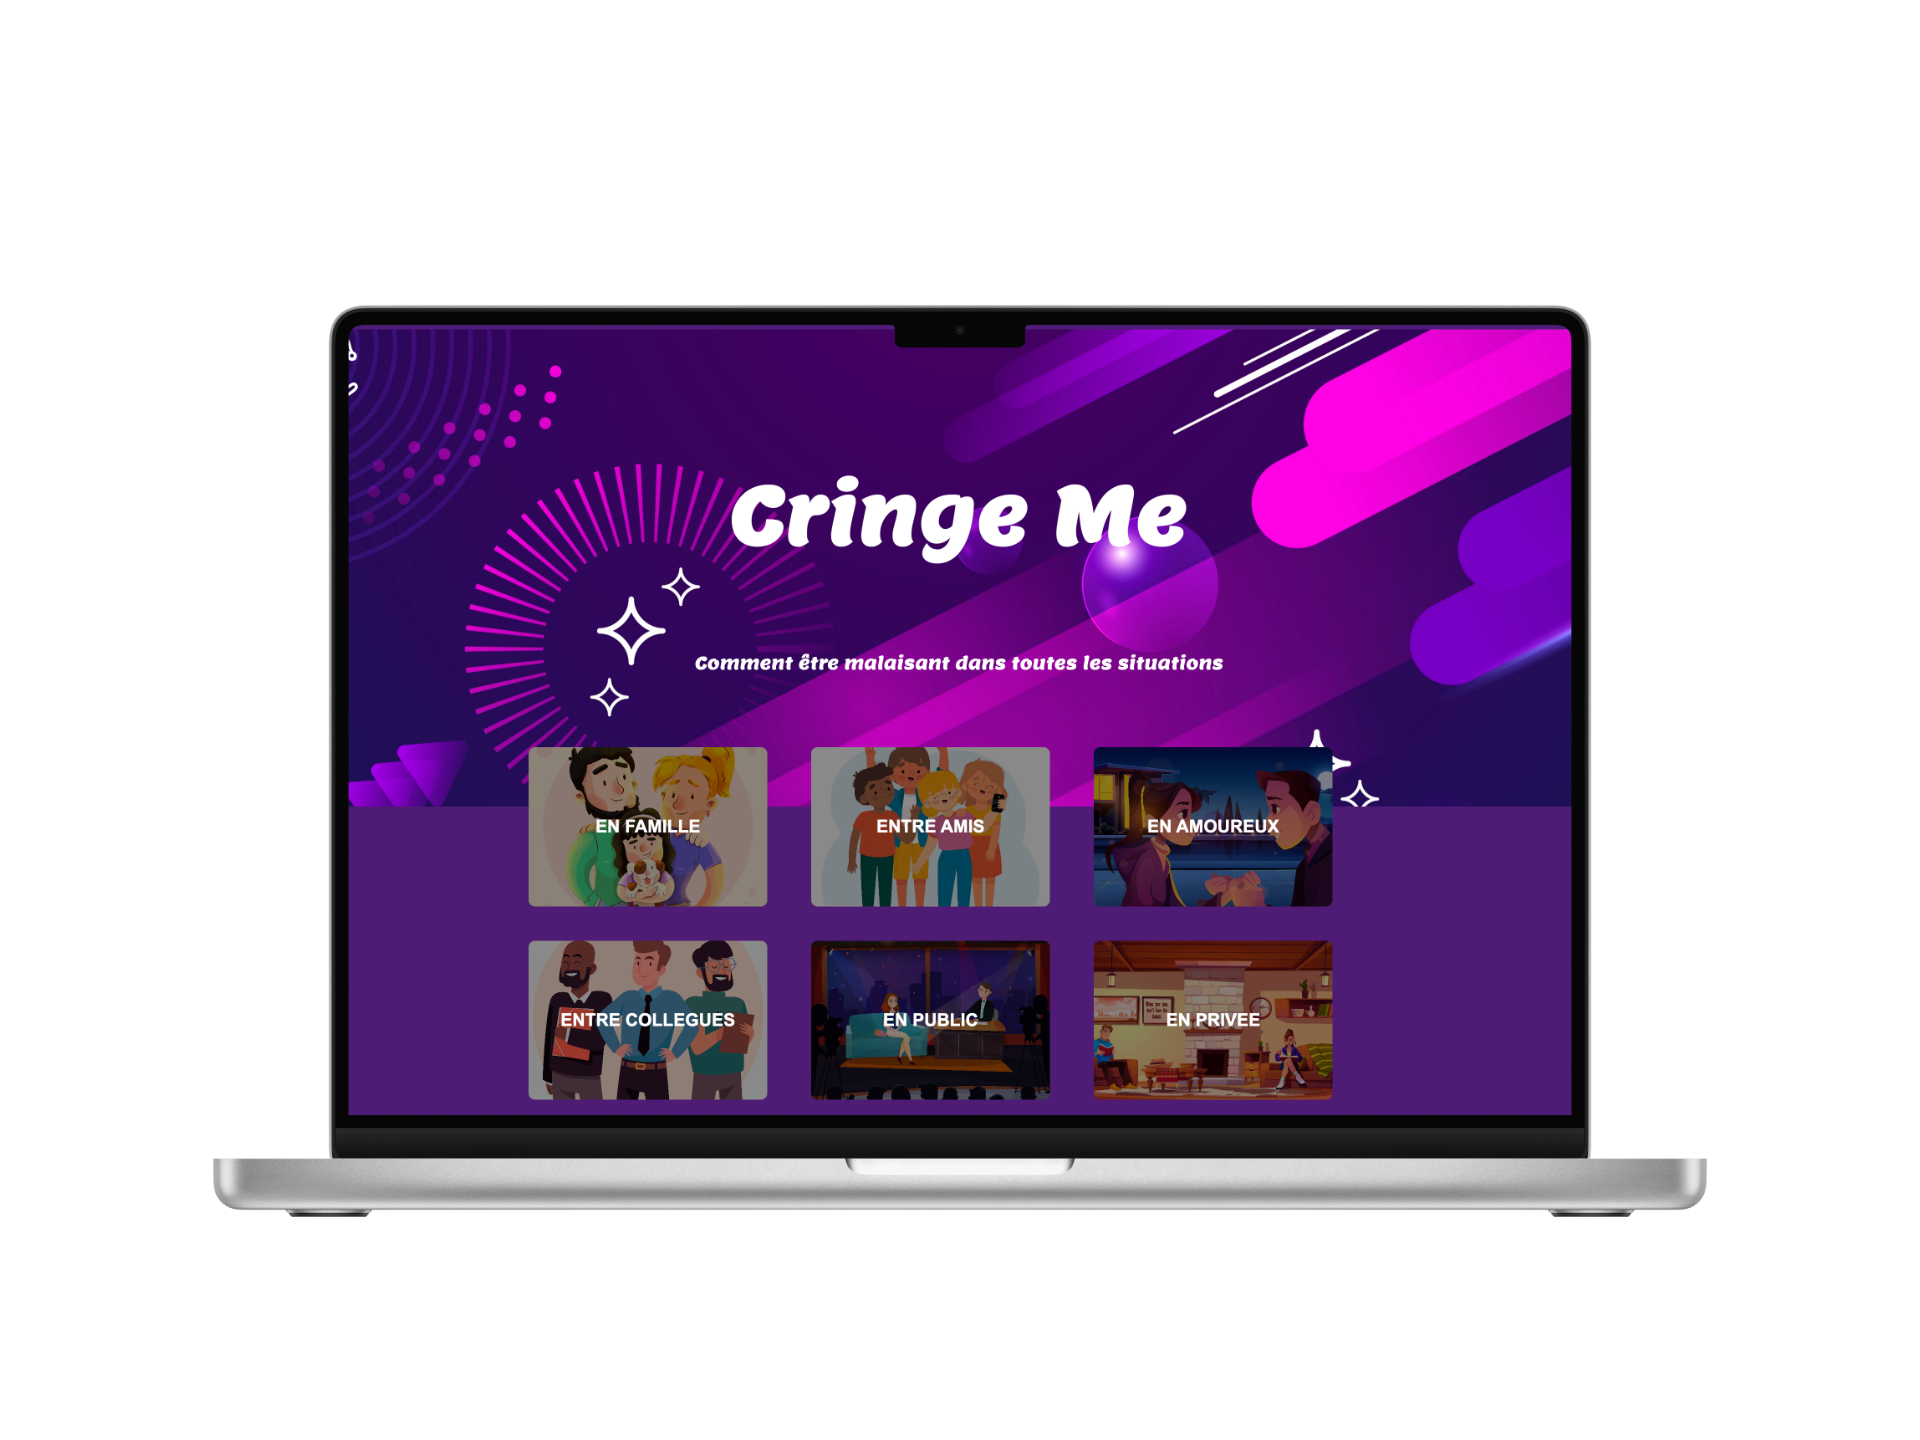 Cringe Me
Comment être malaisant dans toutes les situations
EN FAMILLE
ENTRE AMIS
EN AMOUREUX
ENTRE COLLEGUES
EN PUBLIC
EN PRIVEE